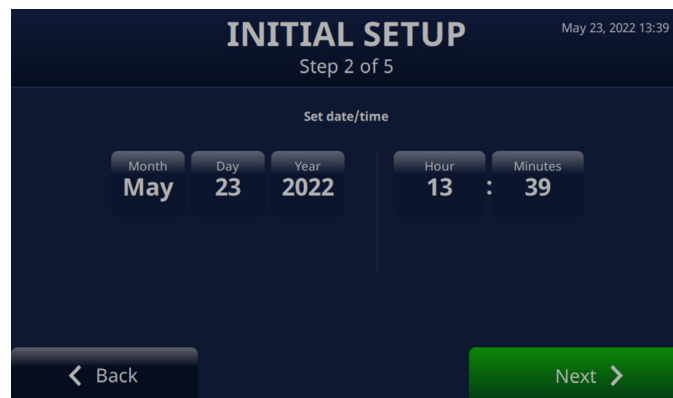 INITIAL SETUP
May 23, 2022 13:39
Step 2 of 5
Set date/time
Month Day Year Hour Minutes
May 23 2022 13 : 39
Back Next